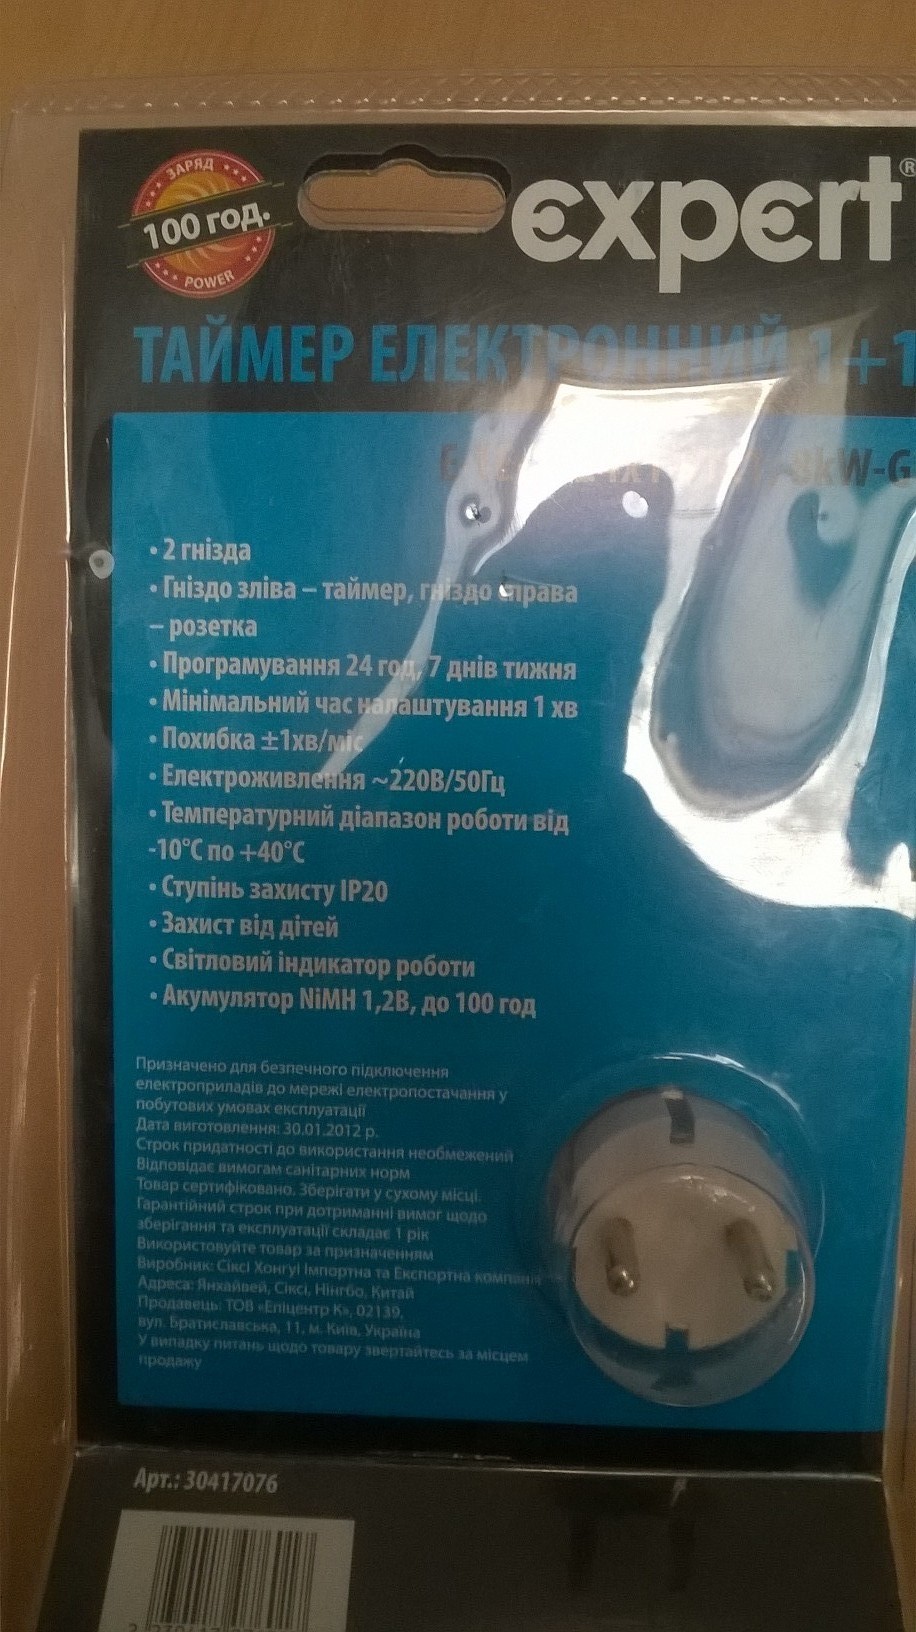 ЗАРЯД
100 год.
POWER
expert®
ТАЙМЕР ЕЛЕКТРОННИЙ 1+1
kW-G
• 2 гнізда
• Гніздо зліва – таймер, гніздо справа
– розетка
• Програмування 24 год, 7 днів тижня
• Мінімальний час налаштування 1 хв
• Похибка ±1хв/міс
• Електроживлення ~220В/50Гц
• Температурний діапазон роботи від
-10°С по +40°С
• Ступінь захисту IP20
• Захист від дітей
• Світловий індикатор роботи
• Акумулятор NiMH 1,2В, до 100 год
Призначено для безпечного підключення
електроприладів до мережі електропостачання у
побутових умовах експлуатації
Дата виготовлення: 30.01.2012 р.
Строк придатності до використання необмежений
Відповідає вимогам санітарних норм
Товар сертифіковано. Зберігати у сухому місці.
Гарантійний строк при дотриманні вимог щодо
зберігання та експлуатації складає 1 рік
Використовуйте товар за призначенням
Виробник: Сіксі Хонгуі Імпортна та Експортна компанія
Адреса: Янхайвей, Сіксі, Нінгбо, Китай
Продавець: ТОВ «Епіцентр К», 02139,
вул. Братиславська, 11, м. Київ, Україна
У випадку питань щодо товару звертайтесь за місцем
продажу
Арт.: 30417076